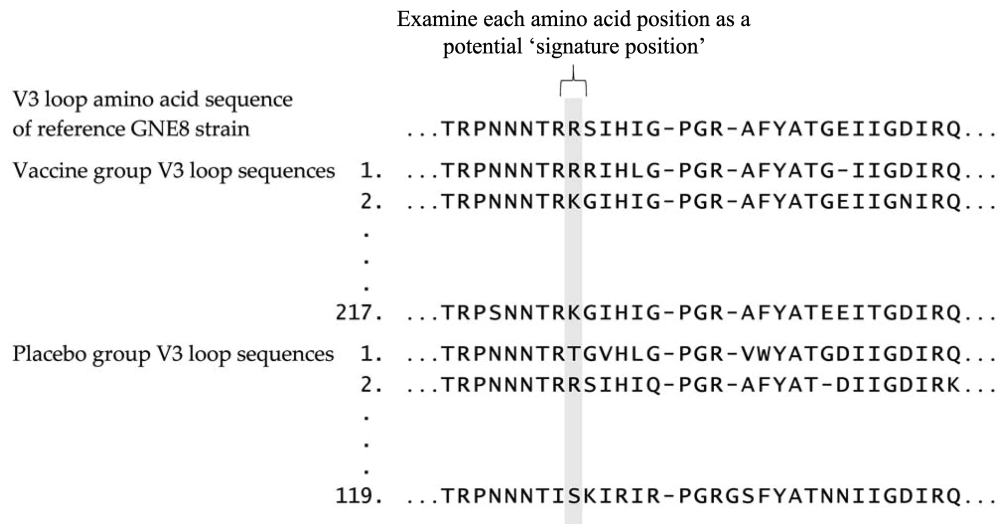 Examine each amino acid position as a
potential ‘signature position’
V3 loop amino acid sequence
of reference GNE8 strain ...TRPNNNTRRSIHIG-PGR-AFYATGEIIGDIRQ...
Vaccine group V3 loop sequences 1. ...TRPNNNTRRRIHLG-PGR-AFYATG-IIGDIRQ...
2. ...TRPNNNTRKGIHIG-PGR-AFYATGEIIGNIRQ...
.
.
.
217. ...TRPSNNTRKGIHIG-PGR-AFYATEEITGDIRQ...
Placebo group V3 loop sequences 1. ...TRPNNNTRTGVHLG-PGR-VWYATGDIIGDIRQ...
2. ...TRPNNNTRRSIHIQ-PGR-AFYAT-DIIGDIRK...
.
.
.
119. ...TRPNNNTISKIRIR-PGRGSFYATNNIIGDIRQ...